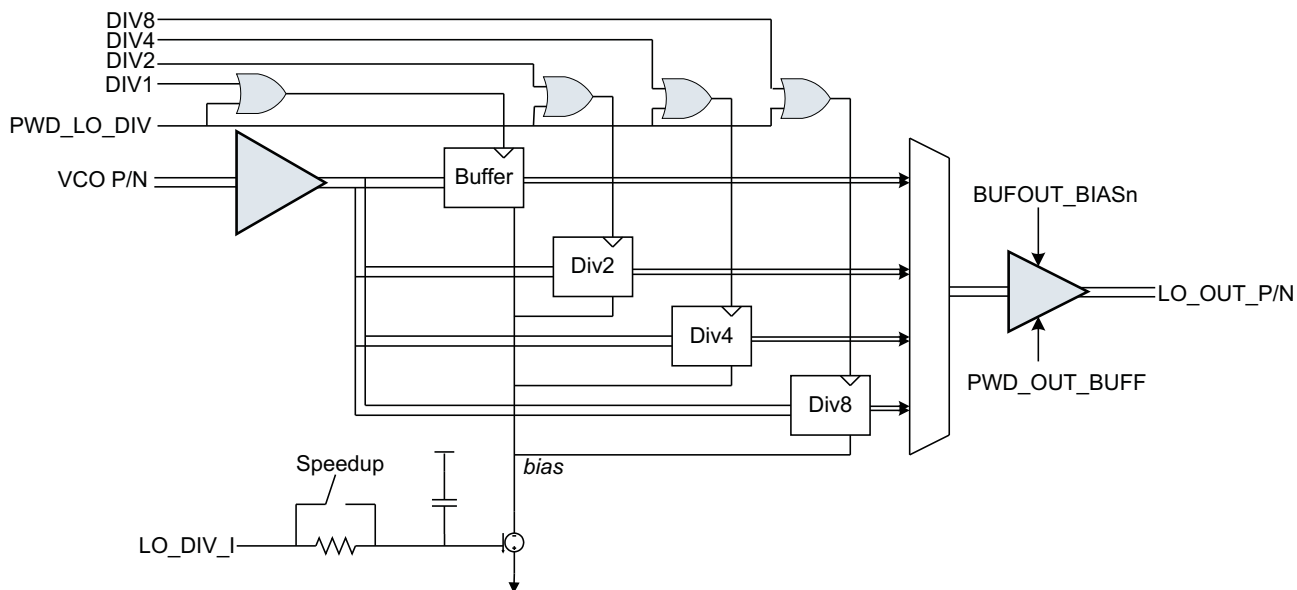 DIV8
DIV4
DIV2
DIV1
PWD_LO_DIV
VCO P/N
Buffer
BUFOUT_BIASn
Div2
LO_OUT_P/N
Div4
PWD_OUT_BUFF
Div8
Speedup
bias
LO_DIV_I